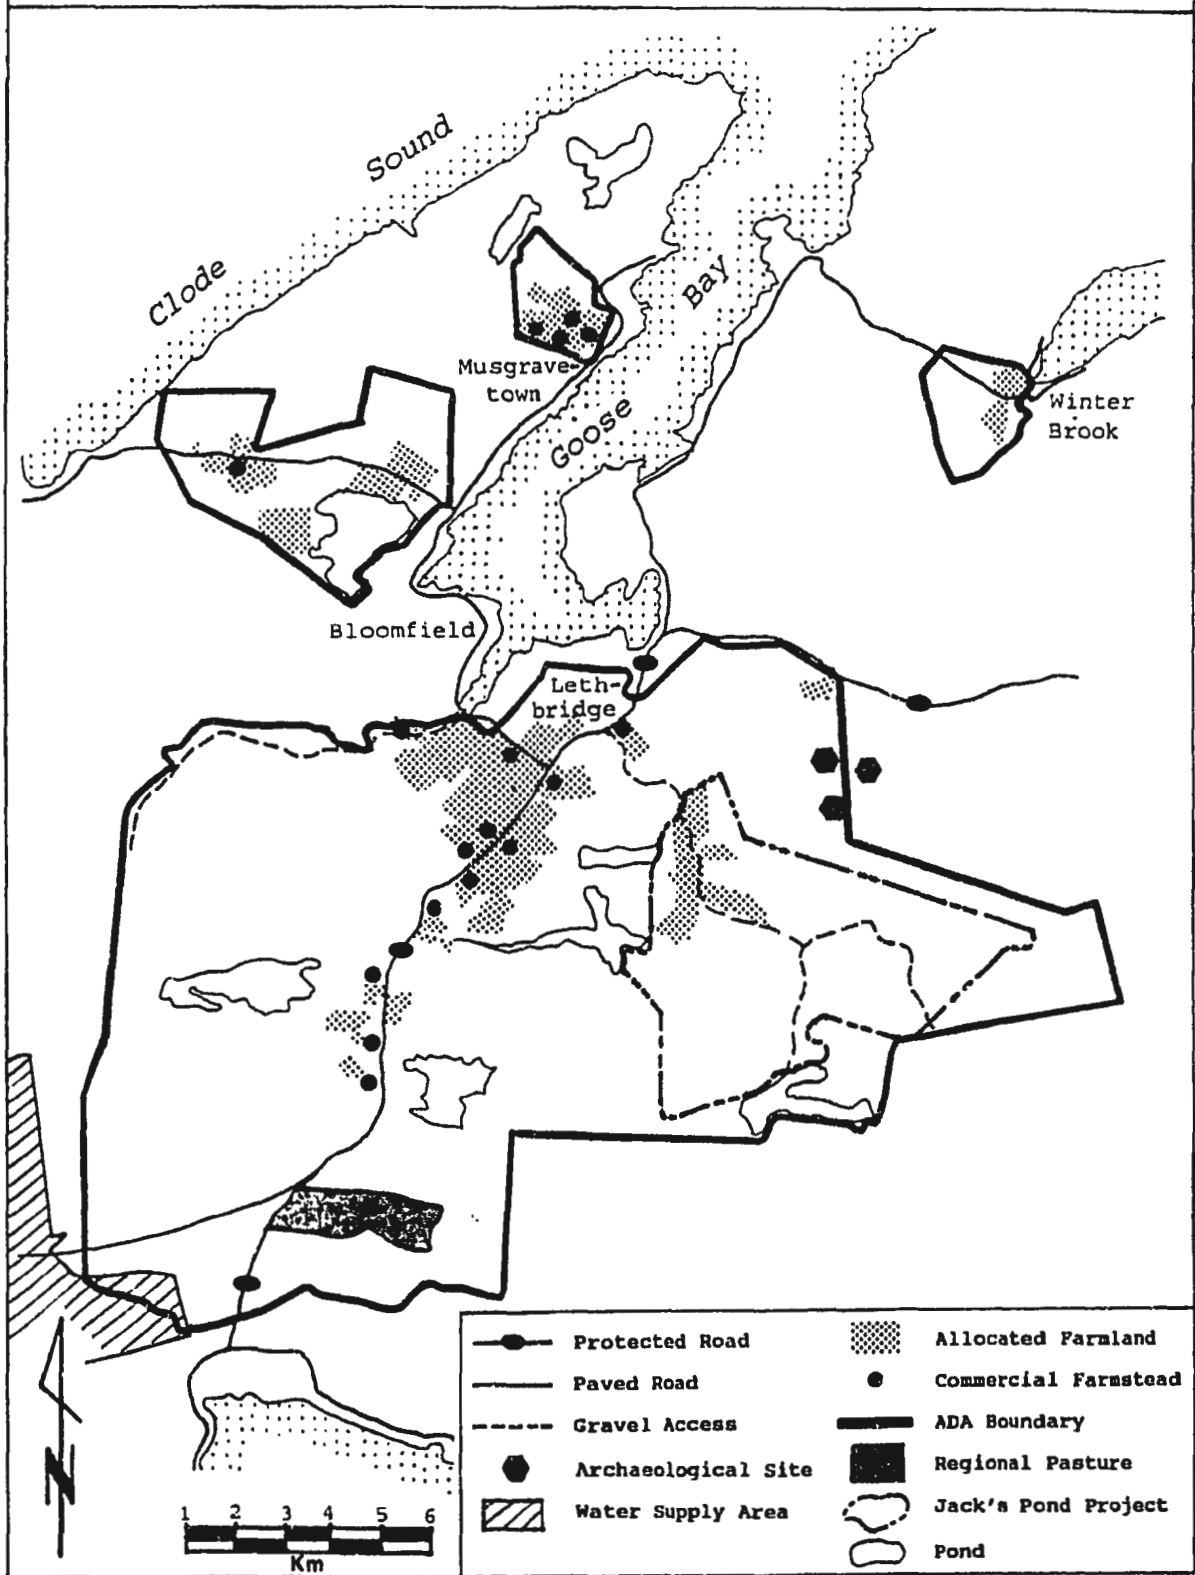 Clode Sound
Goose Bay
Musgrave-
town
Winter
Brook
Bloomfield
Leth-
bridge
N
1 2 3 4 5 6
Km
Protected Road
Paved Road
Gravel Access
Archaeological Site
Water Supply Area
Allocated Farmland
Commercial Farmstead
ADA Boundary
Regional Pasture
Jack's Pond Project
Pond